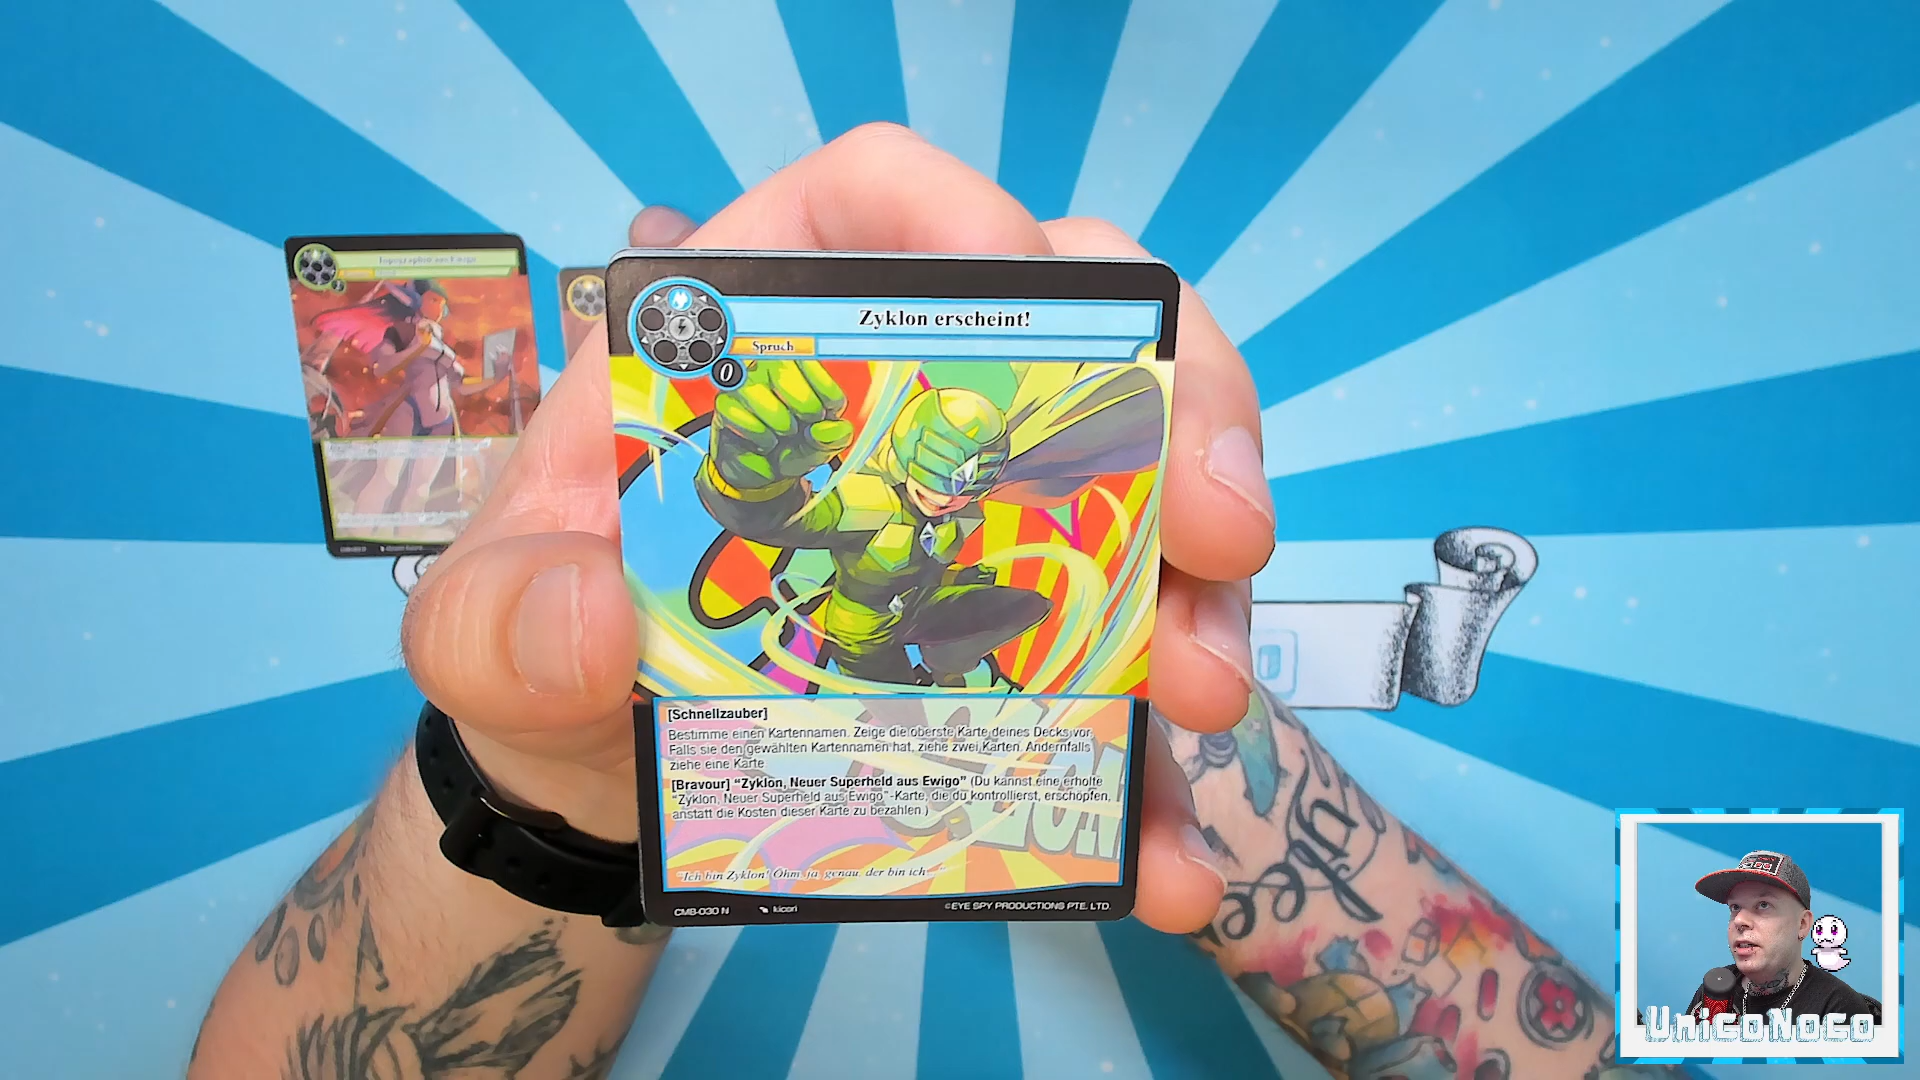 Zyklon erscheint!
Spruch
0
[Schnellzauber]
Bestimme einen Kartennamen. Zeige die oberste Karte deines Decks vor.
Falls sie den gewählten Kartennamen hat, ziehe zwei Karten. Andernfalls
ziehe eine Karte
[Bravour] “Zyklon, Neuer Superheld aus Ewigo” (Du kannst eine erholte
“Zyklon, Neuer Superheld aus Ewigo”-Karte, die du kontrollierst, erschöpfen,
anstatt die Kosten dieser Karte zu bezahlen.)
“Ich bin Zyklon! Öhm, ja, genau, der bin ich...”
CMB-030 N kicori ©EYE SPY PRODUCTIONS PTE. LTD.
UnicoNoGo